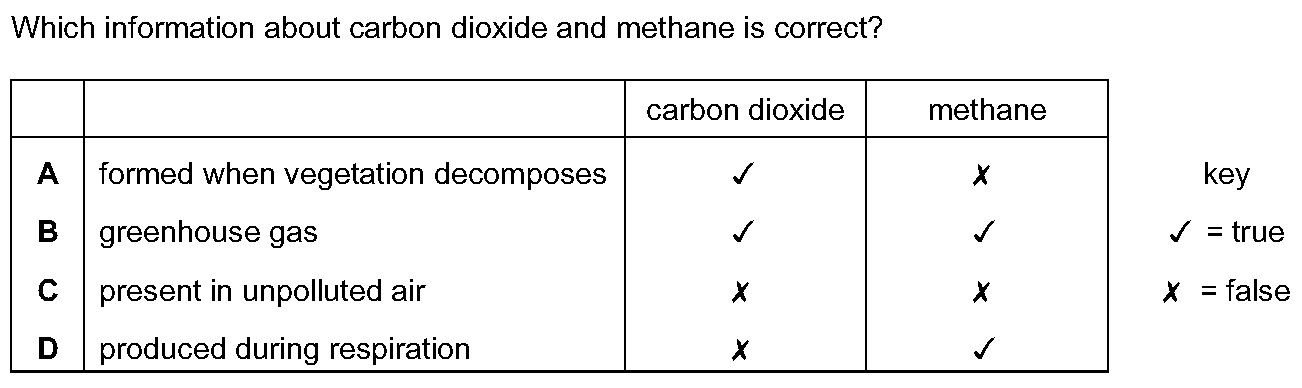 Which information about carbon dioxide and methane is correct?
carbon dioxide methane
A formed when vegetation decomposes ✓ ✗ key
B greenhouse gas ✓ ✓ ✓ = true
C present in unpolluted air ✗ ✗ ✗ = false
D produced during respiration ✗ ✓